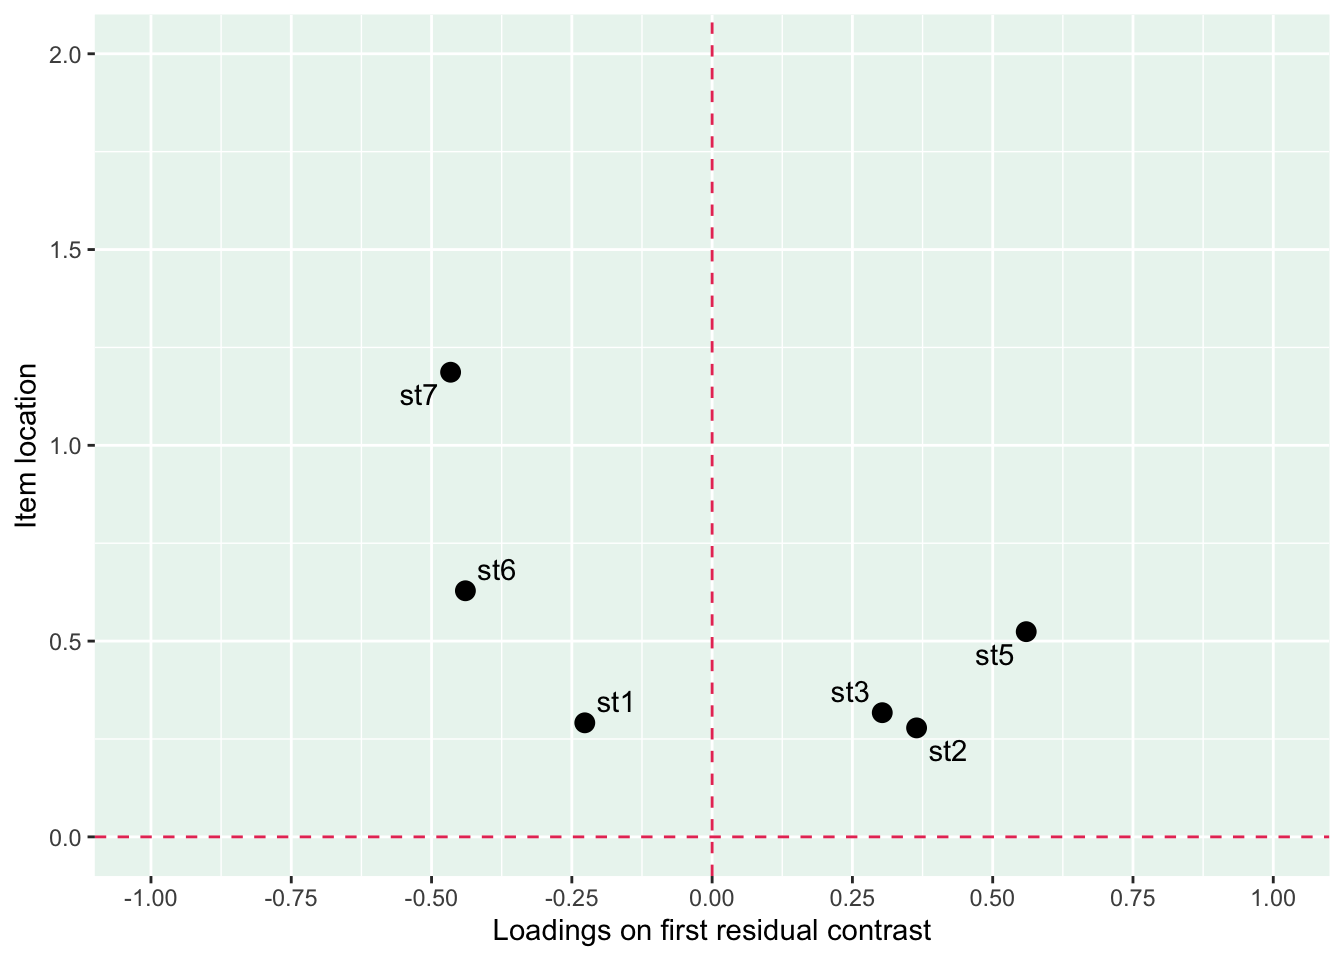 2.0
1.5
1.0
0.5
0.0
Item location
st7
st6
st1
st5
st3
st2
-1.00 -0.75 -0.50 -0.25 0.00 0.25 0.50 0.75 1.00
Loadings on first residual contrast